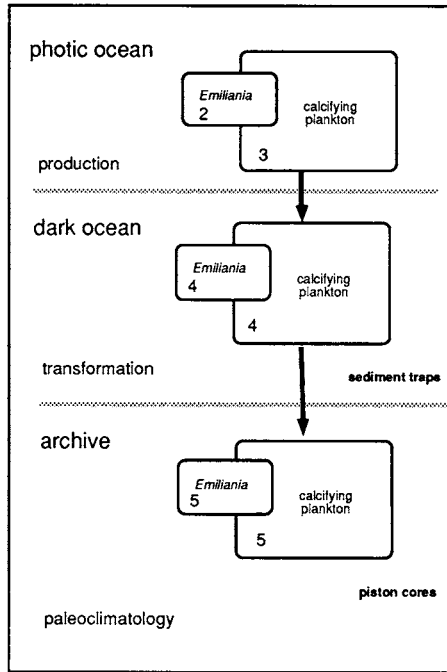 photic ocean
Emiliania
2
calcifying
plankton
3
production
dark ocean
Emiliania
4
calcifying
plankton
4
transformation
sediment traps
archive
Emiliania
5
calcifying
plankton
5
piston cores
paleoclimatology